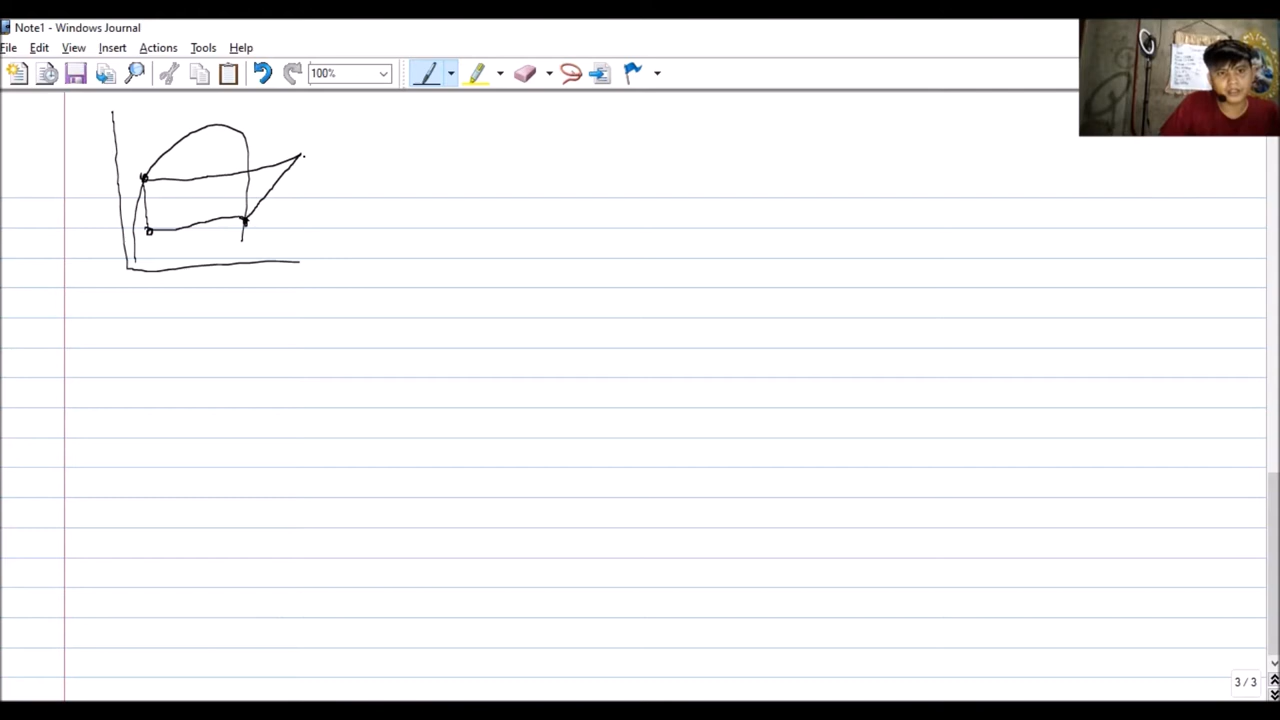 Note1 - Windows Journal
File Edit View Insert Actions Tools Help
100%
3 / 3